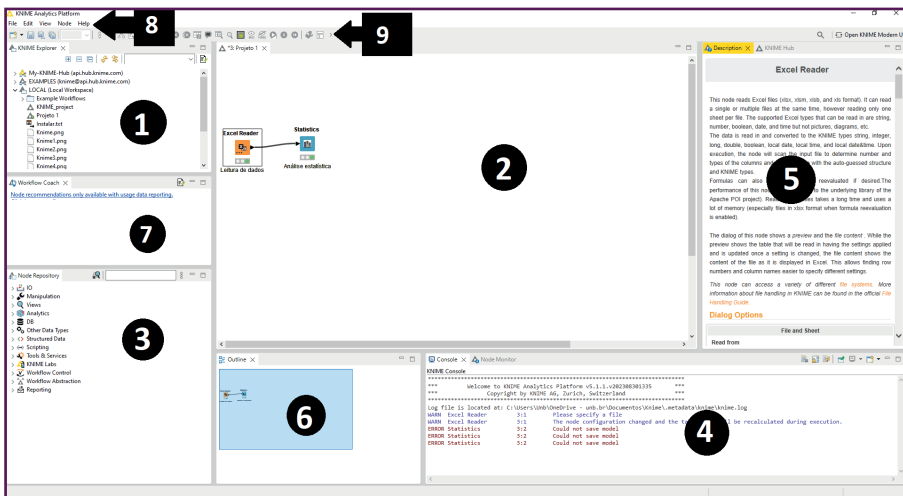 KNIME Analytics Platform
File Edit View Node Help
8
9
Open KNIME Modern U
KNIME Explorer
My-KNIME-Hub (api.hub.knime.com)
EXAMPLES (knime@api.hub.knime.com)
LOCAL (Local Workspace)
Example Workflows
KNIME_project
Projeto 1
Instalar.txt
Knime.png
Knime1.png
Knime2.png
Knime3.png
Knime4.png
1
Workflow Coach
Node recommendations only available with usage data reporting.
7
Node Repository
IO
Manipulation
Views
Analytics
DB
Other Data Types
Structured Data
Scripting
Tools & Services
KNIME Labs
Workflow Control
Workflow Abstraction
Reporting
3
*3: Projeto 1
Excel Reader
Leitura de dados
Statistics
Análise estatística
2
Outline
6
Console Node Monitor
KNIME Console
********************************************************************************
*** Welcome to KNIME Analytics Platform v5.1.1.v202308301335 ***
*** Copyright by KNIME AG, Zurich, Switzerland ***
********************************************************************************
Log file is located at: C:\Users\Unb\OneDrive - unb.br\Documentos\Knime\.metadata\knime\knime.log
WARN Excel Reader 3:1 Please specify a file
WARN Excel Reader 3:1 The node configuration changed and the t be recalculated during execution.
ERROR Statistics 3:2 Could not save model
ERROR Statistics 3:2 Could not save model
ERROR Statistics 3:2 Could not save model
4
Description KNIME Hub
Excel Reader
This node reads Excel files (xlsx, xlsm, xlsb, and xls format). It can read
a single or multiple files at the same time, however reading only one
sheet per file. The supported Excel types that can be read in are string,
number, boolean, date, and time but not pictures, diagrams, etc.
The data is read in and converted to the KNIME types string, integer,
long, double, boolean, local date, local time, and local date&time. Upon
execution, the node will scan the input file to determine number and
types of the columns and with the auto-guessed structure
and KNIME types.
Formulas can also reevaluated if desired.The
performance of this no to the underlying library of the
Apache POI project). Rea es takes a long time and uses a
lot of memory (especially files in xlsx format when formula reevaluation
is enabled).
The dialog of this node shows a preview and the file content . While the
preview shows the table that will be read in having the settings applied
and is updated once a setting is changed, the file content shows the
content of the file as it is displayed in Excel. This allows finding row
numbers and column names easier to specify different settings.
This node can access a variety of different file systems. More
information about file handling in KNIME can be found in the official File
Handling Guide.
Dialog Options
File and Sheet
Read from
5